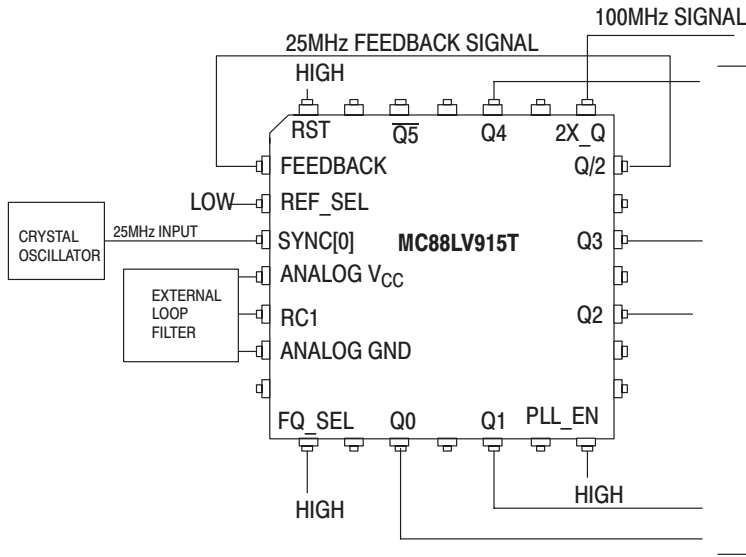 100MHz SIGNAL
25MHz FEEDBACK SIGNAL
HIGH
RST
Q5
Q4
2X_Q
FEEDBACK
Q/2
LOW
REF_SEL
CRYSTAL
OSCILLATOR
25MHz INPUT
SYNC[0]
MC88LV915T
Q3
ANALOG VCC
EXTERNAL
LOOP
FILTER
RC1
Q2
ANALOG GND
FQ_SEL
Q0
Q1
PLL_EN
HIGH
HIGH